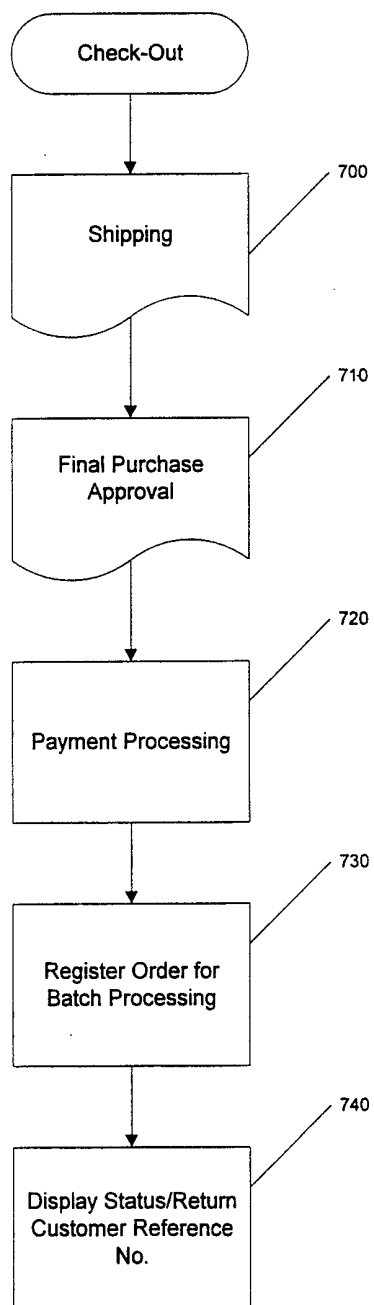 Check-Out
700
Shipping
710
Final Purchase
Approval
720
Payment Processing
730
Register Order for
Batch Processing
740
Display Status/Return
Customer Reference
No.